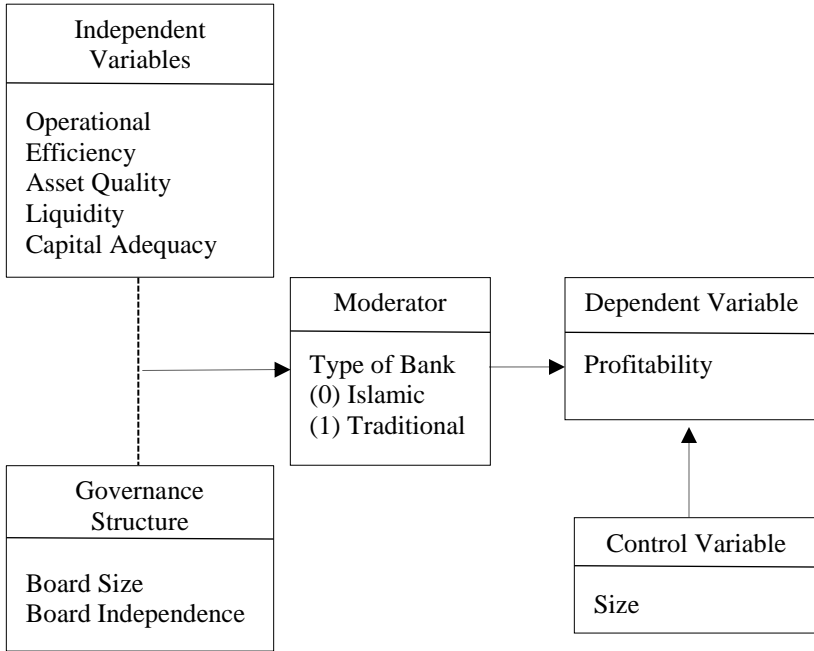 Independent
Variables
Operational
Efficiency
Asset Quality
Liquidity
Capital Adequacy
Moderator
Type of Bank
(0) Islamic
(1) Traditional
Dependent Variable
Profitability
Governance
Structure
Board Size
Board Independence
Control Variable
Size